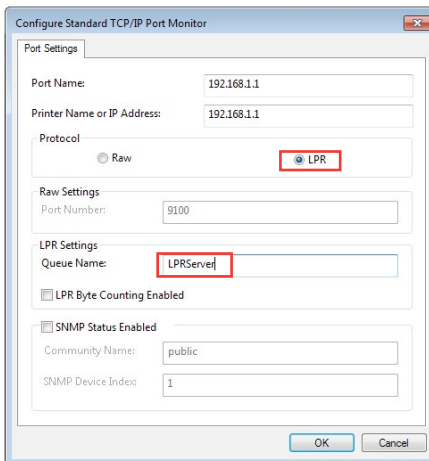 Configure Standard TCP/IP Port Monitor
Port Settings
Port Name: 192.168.1.1
Printer Name or IP Address: 192.168.1.1
Protocol
Raw LPR
Raw Settings
Port Number: 9100
LPR Settings
Queue Name: LPRServer
LPR Byte Counting Enabled
SNMP Status Enabled
Community Name: public
SNMP Device Index: 1
OK Cancel